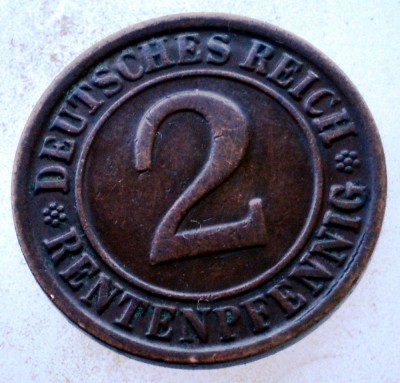 DEUTSCHES REICH
2
RENTENPFENNIG